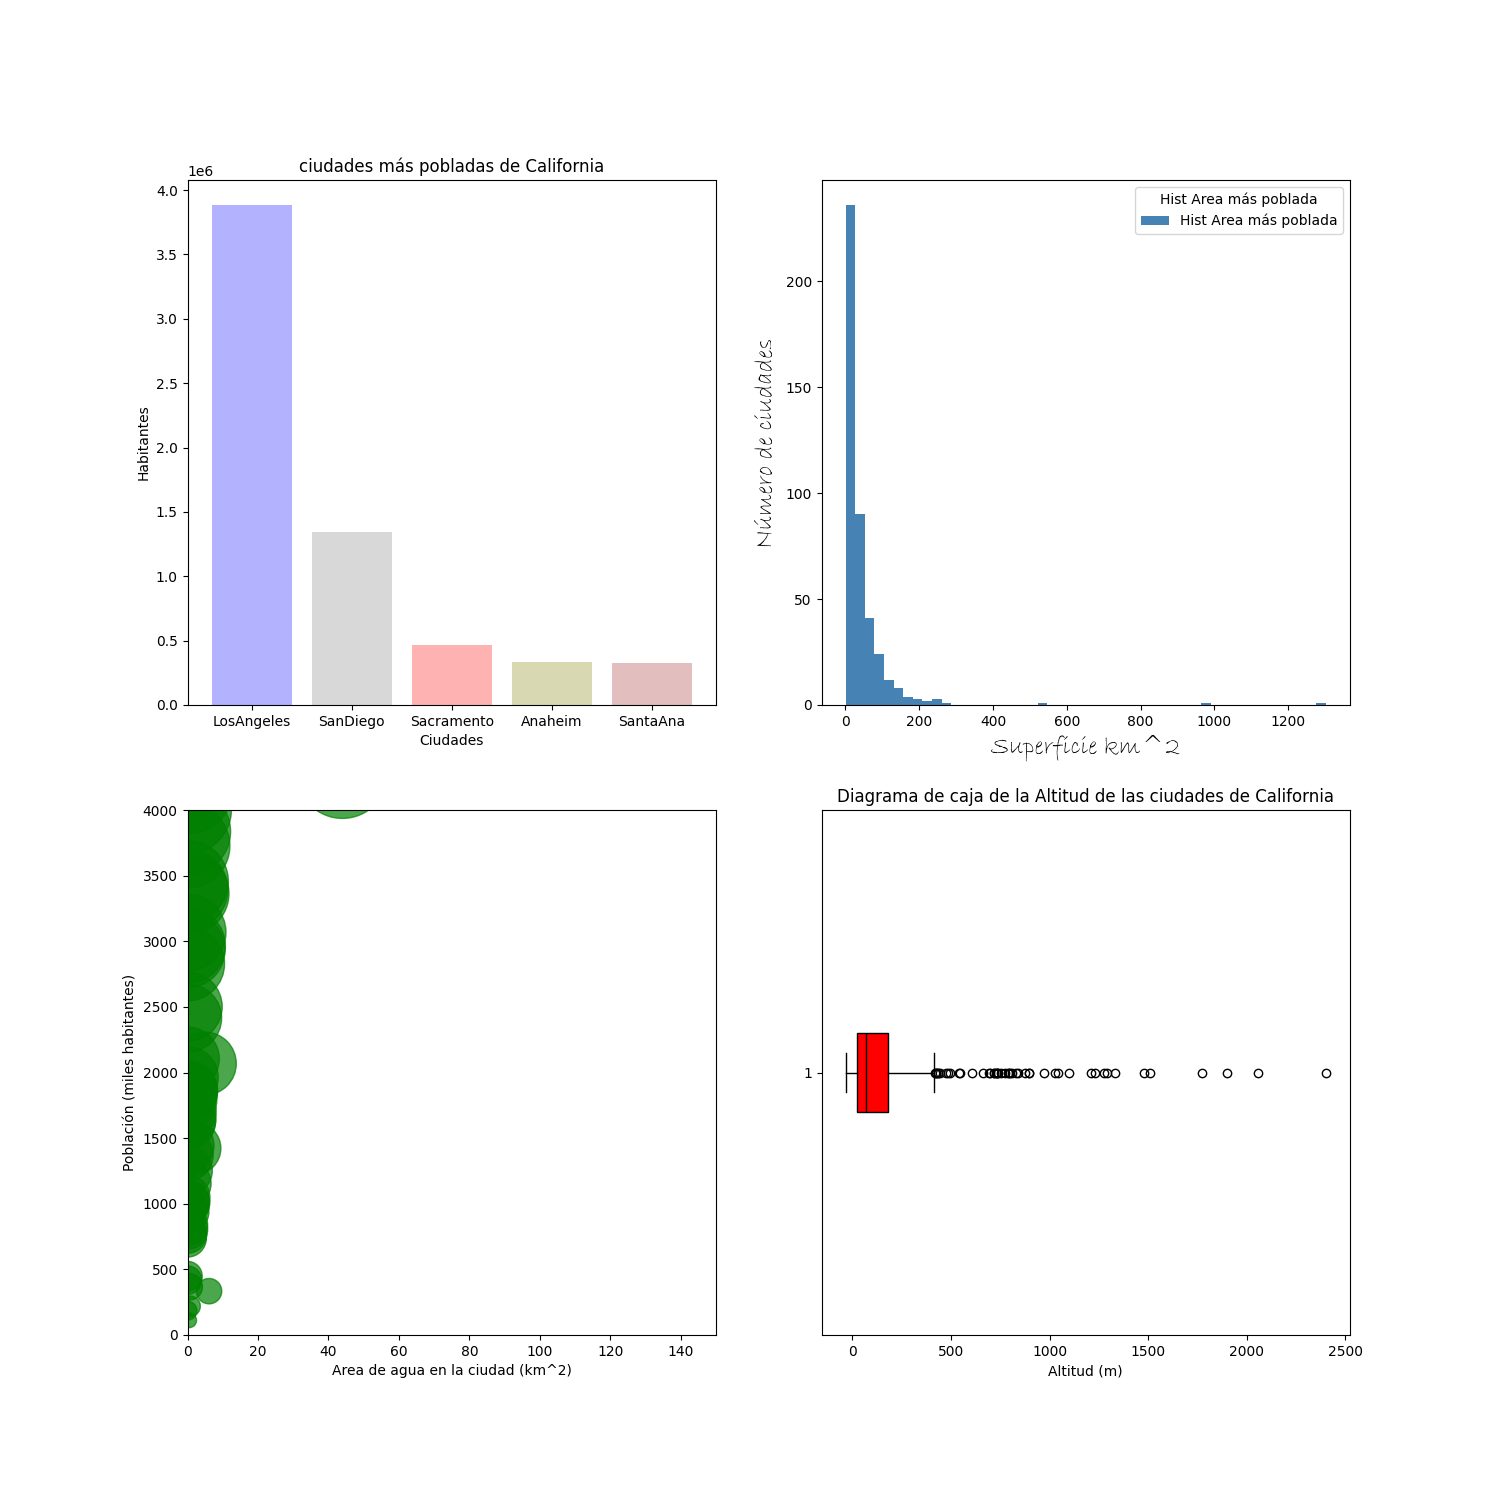 ciudades más pobladas de California
1e6
4.0
3.5
3.0
2.5
2.0
1.5
1.0
0.5
0.0
Habitantes
LosAngeles SanDiego Sacramento Anaheim SantaAna
Ciudades
Hist Area más poblada
Hist Area más poblada
200
150
100
50
0
Número de ciudades
0 200 400 600 800 1000 1200
Superficie km^2
4000
3500
3000
2500
2000
1500
1000
500
0
Población (miles habitantes)
0 20 40 60 80 100 120 140
Area de agua en la ciudad (km^2)
Diagrama de caja de la Altitud de las ciudades de California
1
0 500 1000 1500 2000 2500
Altitud (m)